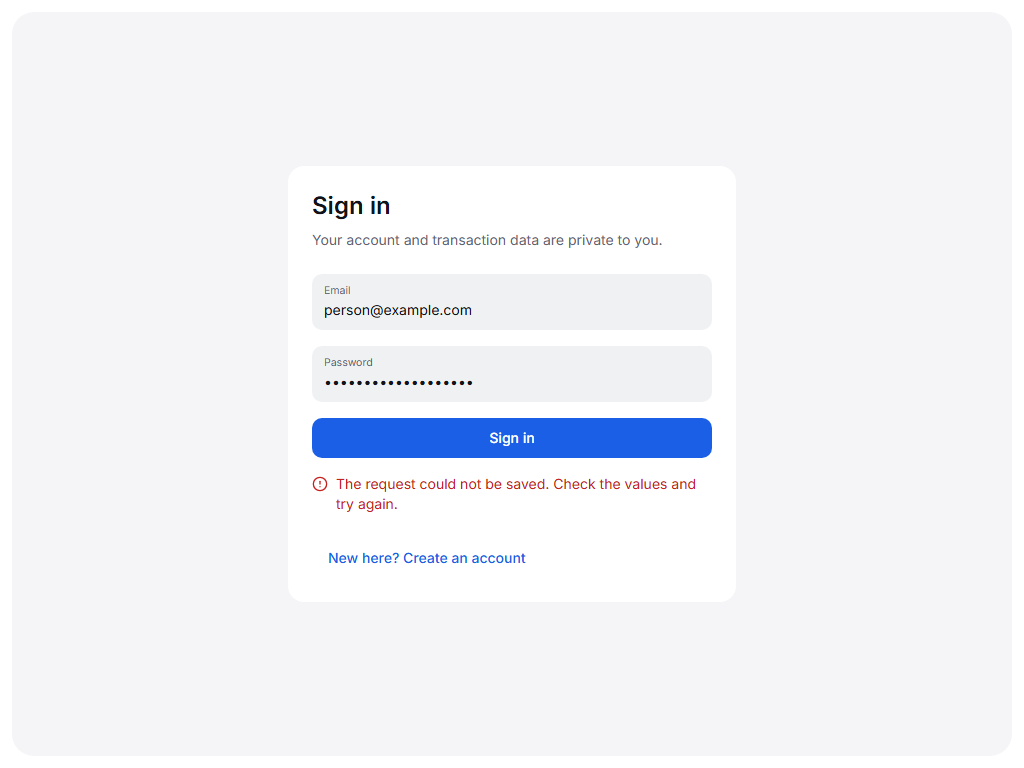 Sign in
Your account and transaction data are private to you.
Email
person@example.com
Password
•••••••••••••••••••
Sign in
The request could not be saved. Check the values and
try again.
New here? Create an account